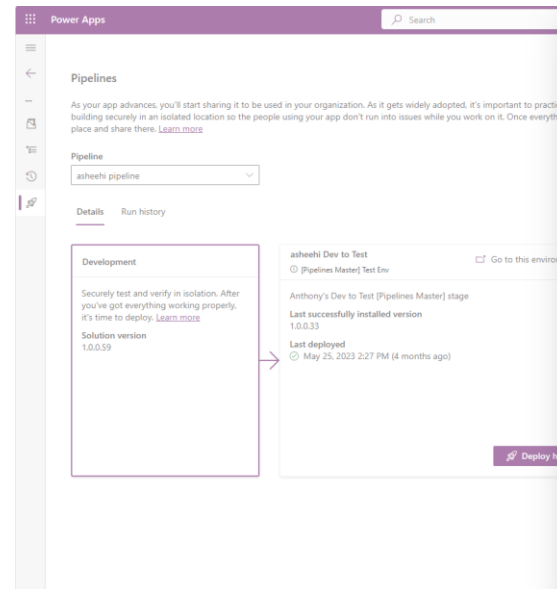 Power Apps
Search
Pipelines
As your app advances, you'll start sharing it to be used in your organization. As it gets widely adopted, it's important to practi
building securely in an isolated location so the people using your app don't run into issues while you work on it. Once everyth
place and share there. Learn more
Pipeline
asheehi pipeline
Details
Run history
Development
Securely test and verify in isolation. After
you've got everything working properly,
it's time to deploy. Learn more
Solution version
1.0.0.59
asheehi Dev to Test
[Pipelines Master] Test Env
Go to this enviro
Anthony's Dev to Test [Pipelines Master] stage
Last successfully installed version
1.0.0.33
Last deployed
May 25, 2023 2:27 PM (4 months ago)
Deploy h